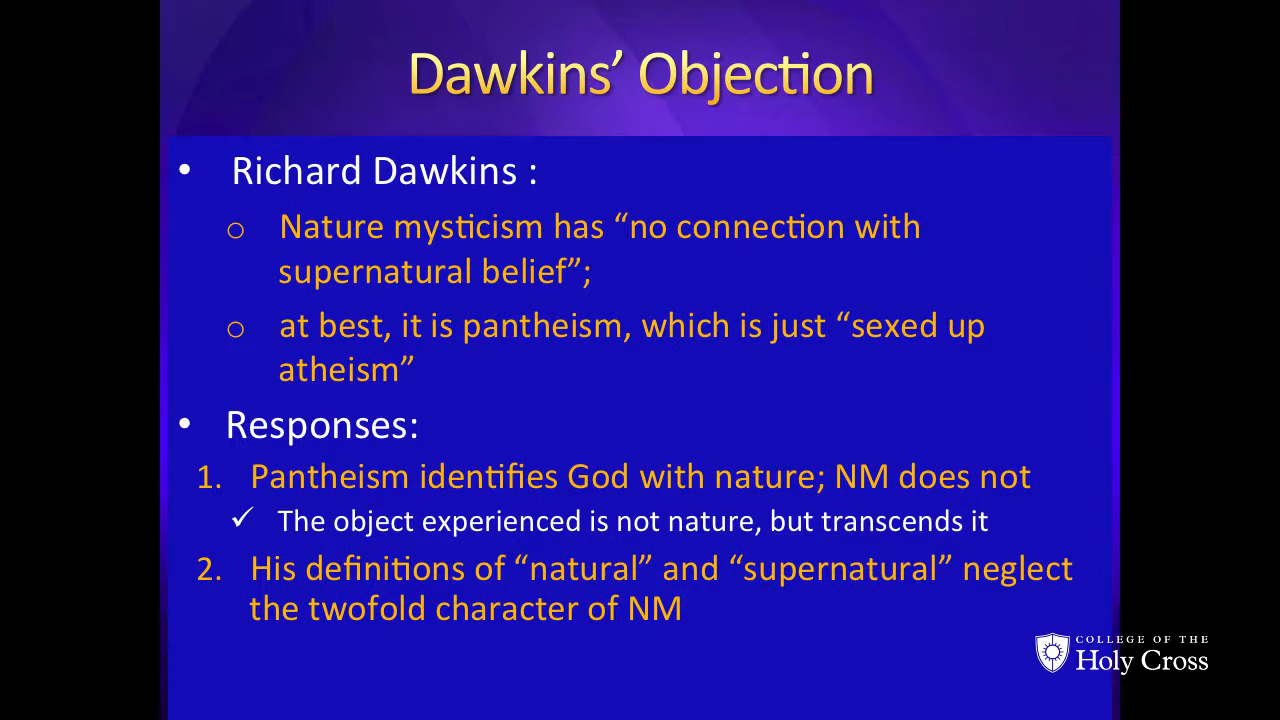 Dawkins’ Objection
• Richard Dawkins :
o Nature mysticism has “no connection with
supernatural belief”;
o at best, it is pantheism, which is just “sexed up
atheism”
• Responses:
1. Pantheism identifies God with nature; NM does not
✓ The object experienced is not nature, but transcends it
2. His definitions of “natural” and “supernatural” neglect
the twofold character of NM
COLLEGE OF THE
Holy Cross